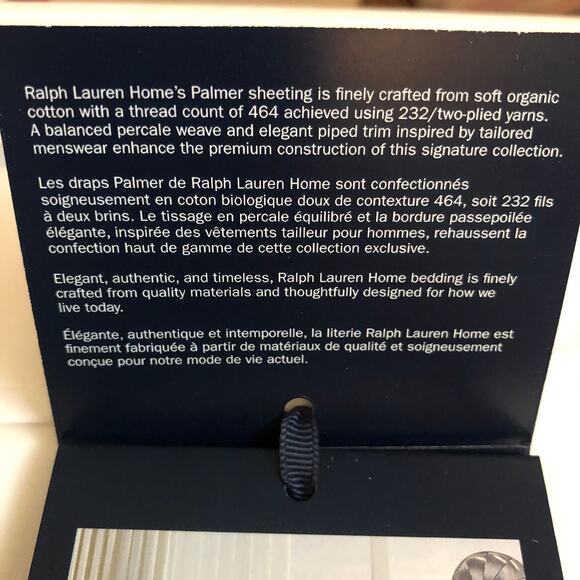 Ralph Lauren Home's Palmer sheeting is finely crafted from soft organic
cotton with a thread count of 464 achieved using 232/two-plied yarns.
A balanced percale weave and elegant piped trim inspired by tailored
menswear enhance the premium construction of this signature collection.
Les draps Palmer de Ralph Lauren Home sont confectionnés
soigneusement en coton biologique doux de contexture 464, soit 232 fils
à deux brins. Le tissage en percale équilibré et la bordure passepoilée
élégante, inspirée des vêtements tailleur pour hommes, rehaussent la
confection haut de gamme de cette collection exclusive.
Elegant, authentic, and timeless, Ralph Lauren Home bedding is finely
crafted from quality materials and thoughtfully designed for how we
live today.
Élégante, authentique et intemporelle, la literie Ralph Lauren Home est
finement fabriquée à partir de matériaux de qualité et soigneusement
conçue pour notre mode de vie actuel.